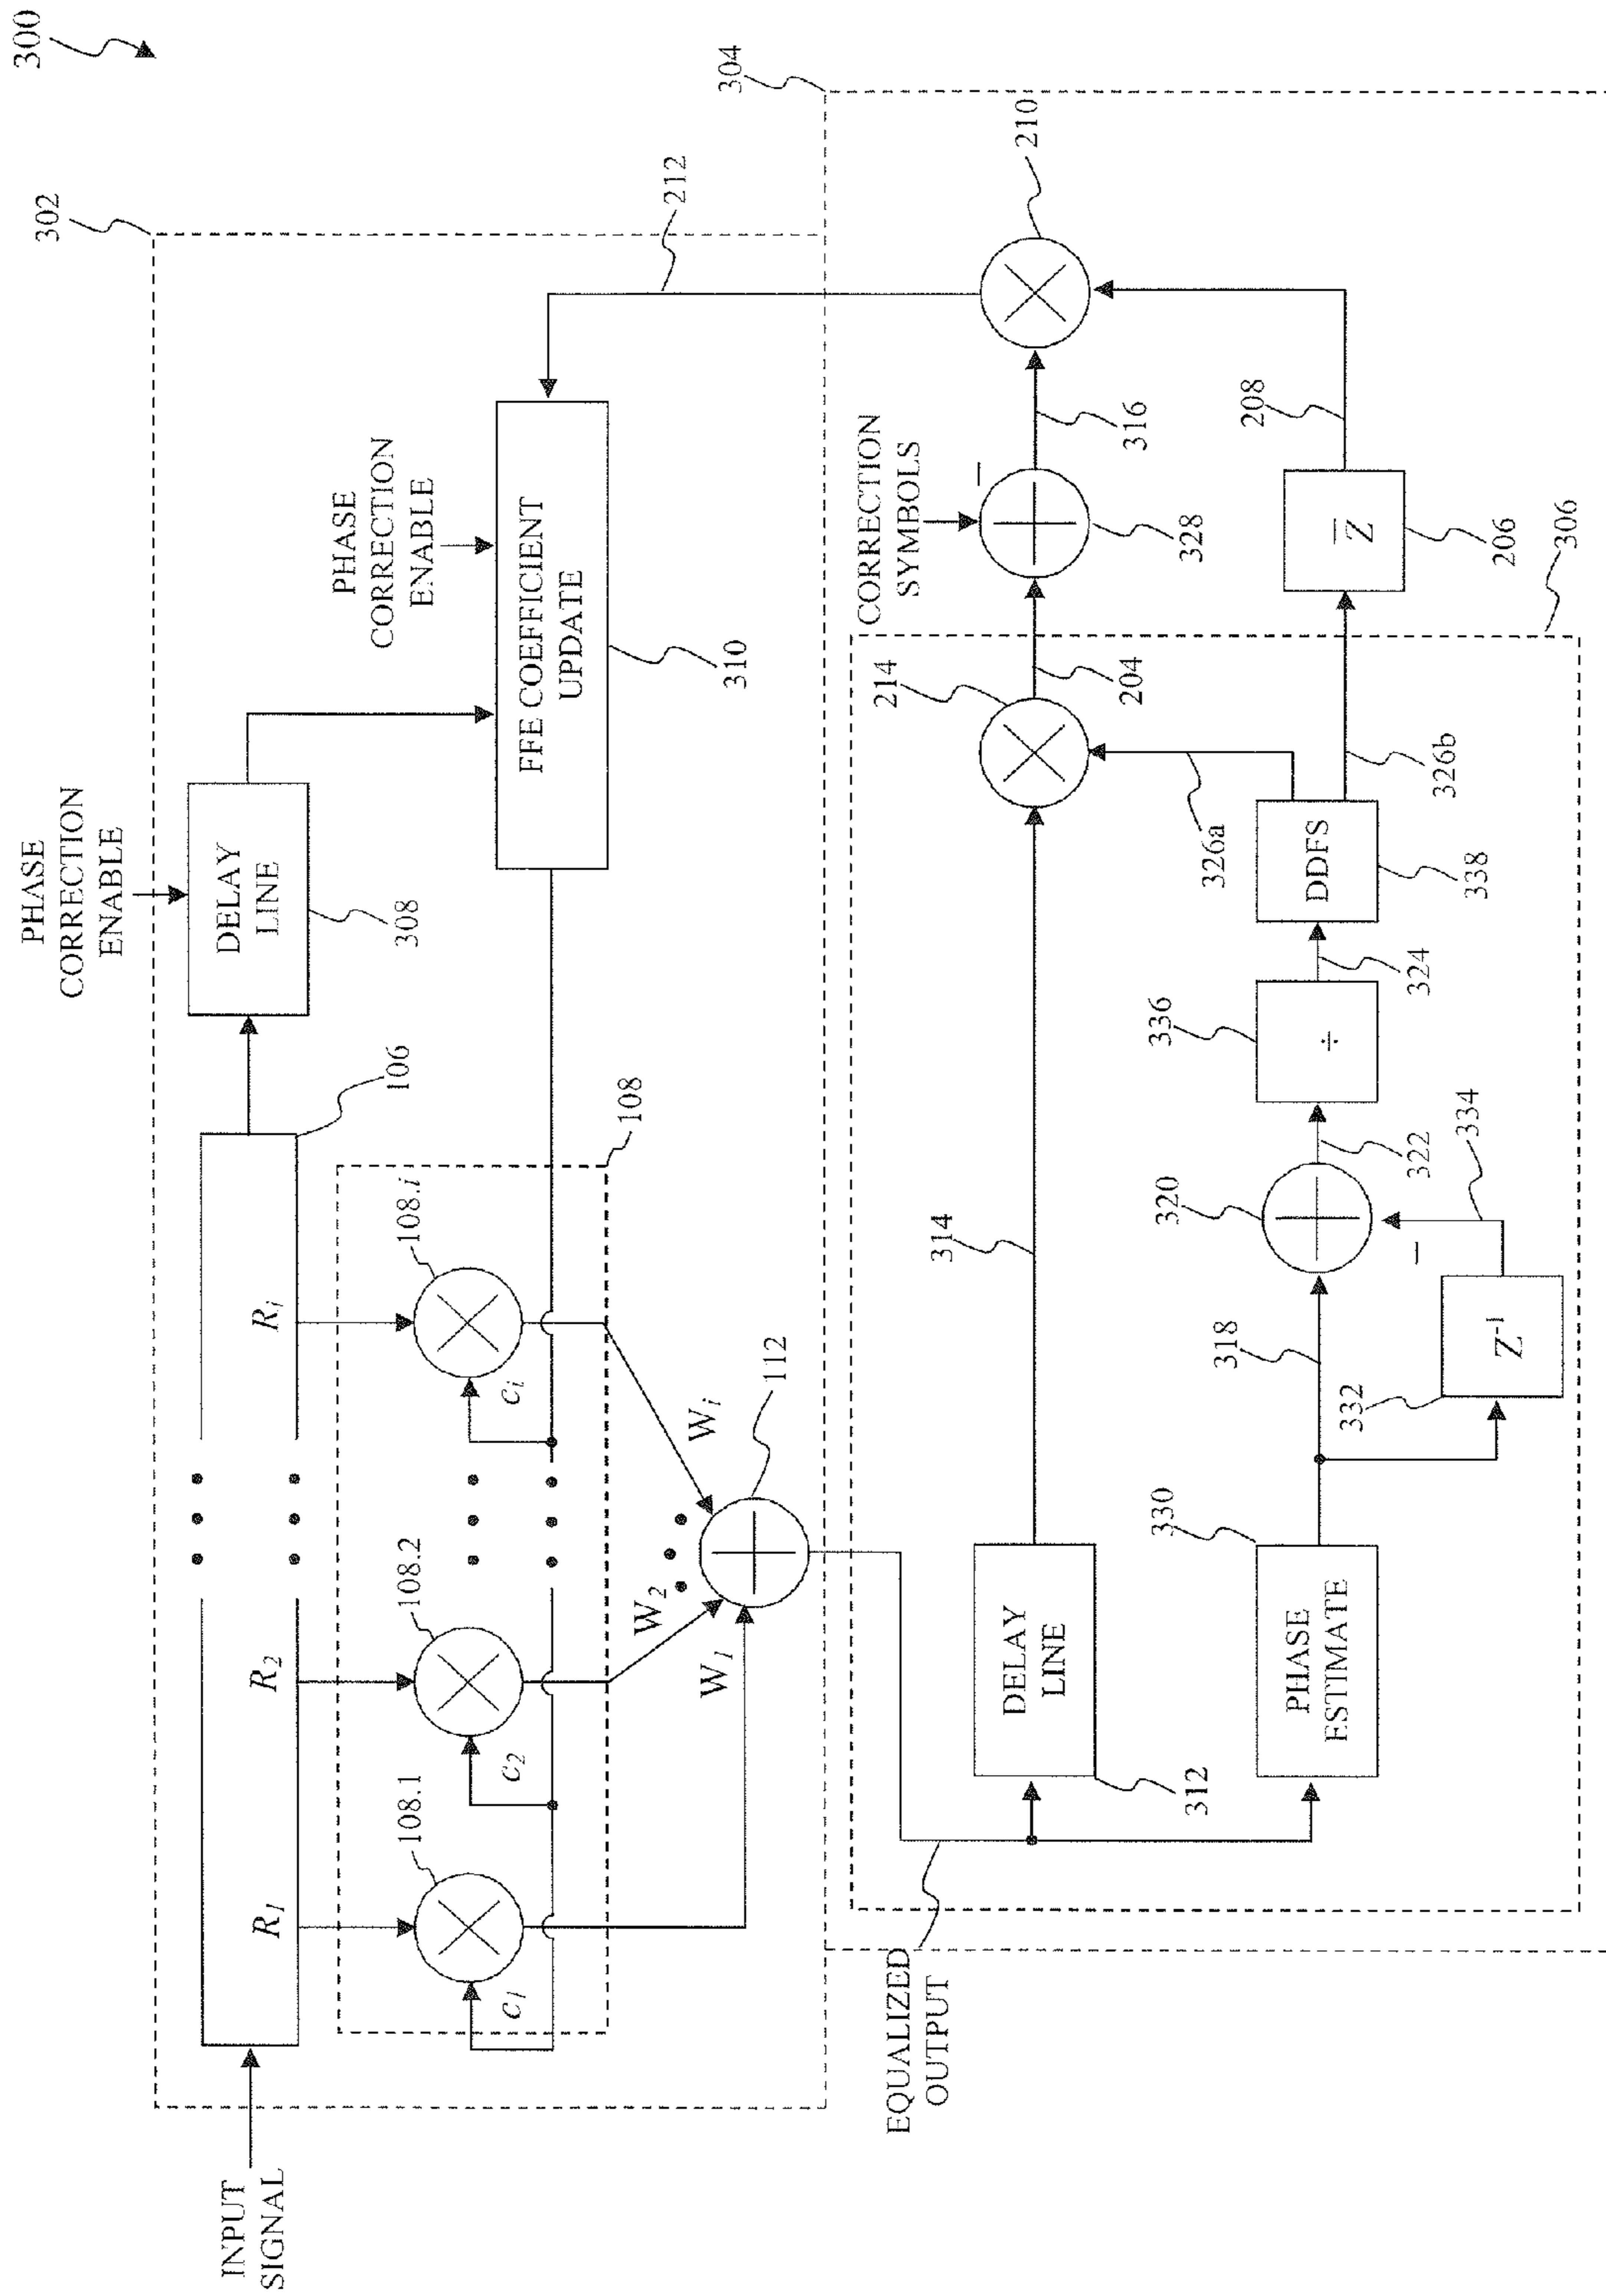 300
302
304
PHASE
CORRECTION
ENABLE
DELAY
LINE
308
106
INPUT
SIGNAL
R1
R2
Ri
PHASE
CORRECTION
ENABLE
FFE COEFFICIENT
UPDATE
310
212
108
108.1
108.2
108.i
c1
c2
ci
W1
W2
Wi
112
EQUALIZED
OUTPUT
DELAY
LINE
312
314
214
204
CORRECTION
SYMBOLS
−
328
316
210
PHASE
ESTIMATE
330
318
332
Z-1
334
−
320
322
336
÷
324
DDFS
338
326a
326b
Z̅
206
208
306